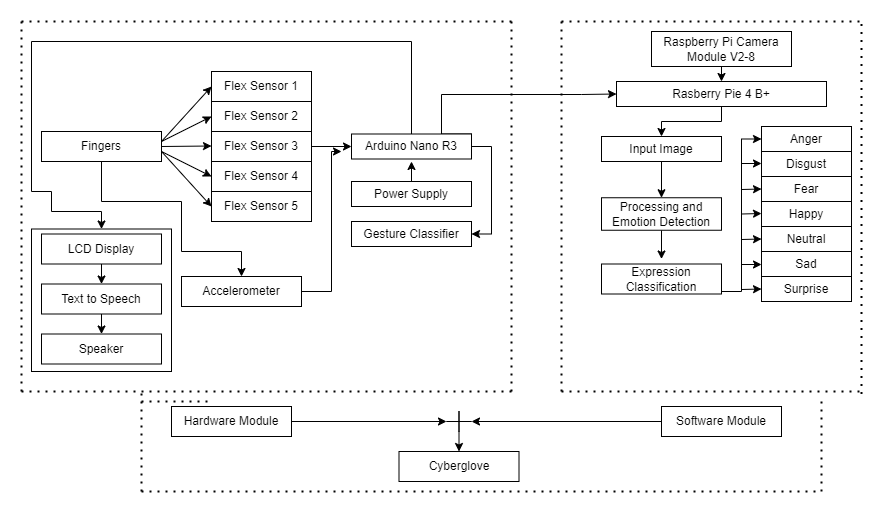 Fingers
Flex Sensor 1
Flex Sensor 2
Flex Sensor 3
Flex Sensor 4
Flex Sensor 5
Arduino Nano R3
Power Supply
Gesture Classifier
Accelerometer
LCD Display
Text to Speech
Speaker
Raspberry Pi Camera
Module V2-8
Rasberry Pie 4 B+
Input Image
Processing and
Emotion Detection
Expression
Classification
Anger
Disgust
Fear
Happy
Neutral
Sad
Surprise
Hardware Module
Software Module
Cyberglove